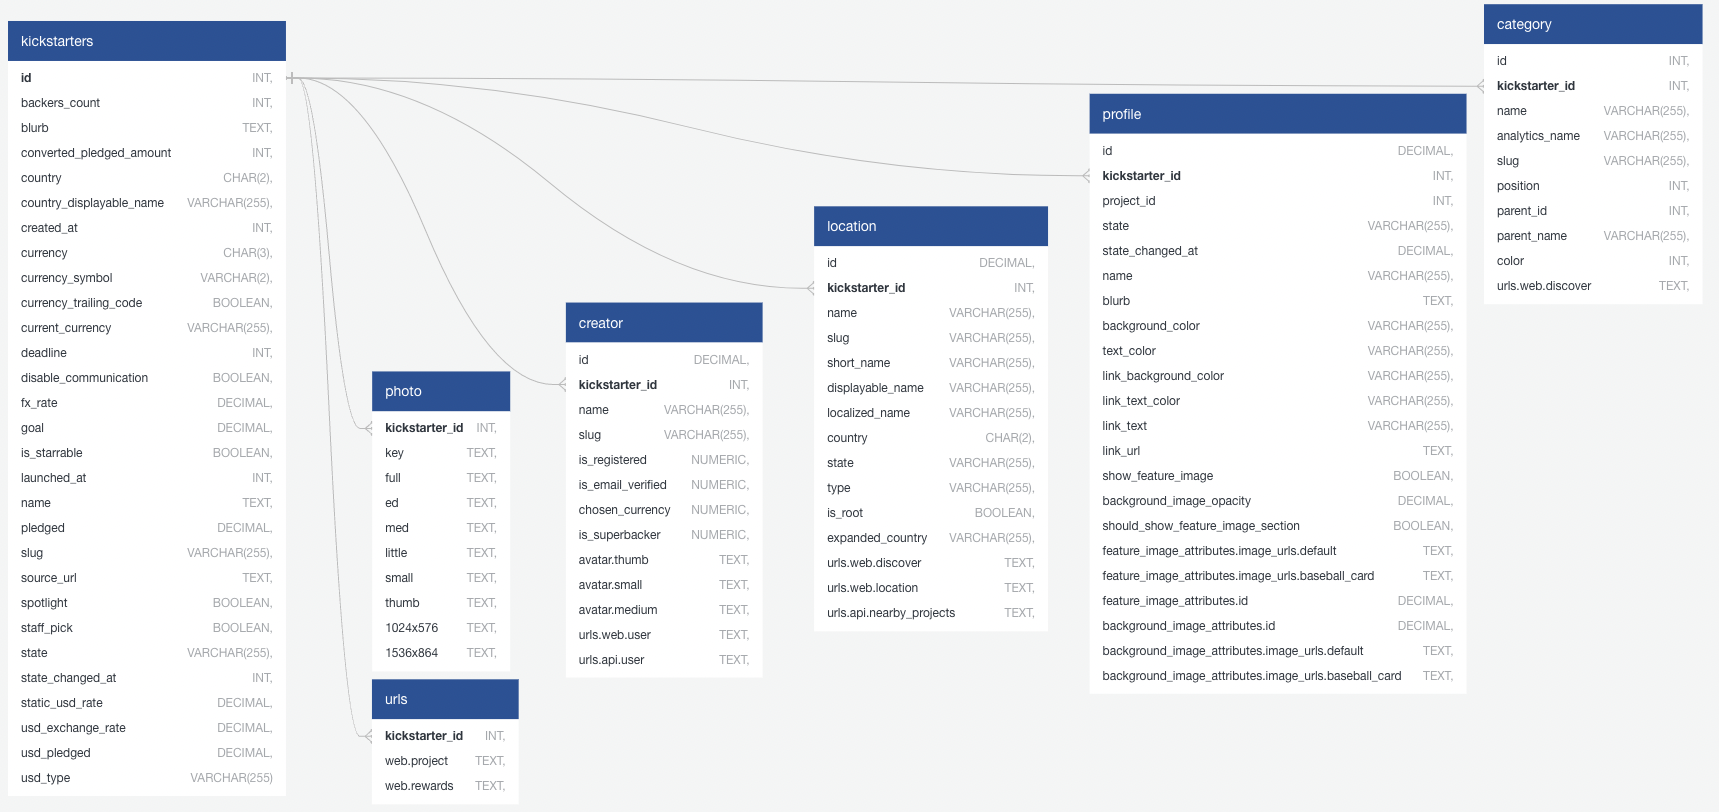 kickstarters
id INT,
backers_count INT,
blurb TEXT,
converted_pledged_amount INT,
country CHAR(2),
country_displayable_name VARCHAR(255),
created_at INT,
currency CHAR(3),
currency_symbol VARCHAR(2),
currency_trailing_code BOOLEAN,
current_currency VARCHAR(255),
deadline INT,
disable_communication BOOLEAN,
fx_rate DECIMAL,
goal DECIMAL,
is_starrable BOOLEAN,
launched_at INT,
name TEXT,
pledged DECIMAL,
slug VARCHAR(255),
source_url TEXT,
spotlight BOOLEAN,
staff_pick BOOLEAN,
state VARCHAR(255),
state_changed_at INT,
static_usd_rate DECIMAL,
usd_exchange_rate DECIMAL,
usd_pledged DECIMAL,
usd_type VARCHAR(255)
photo
kickstarter_id INT,
key TEXT,
full TEXT,
ed TEXT,
med TEXT,
little TEXT,
small TEXT,
thumb TEXT,
1024x576 TEXT,
1536x864 TEXT,
urls
kickstarter_id INT,
web.project TEXT,
web.rewards TEXT,
creator
id DECIMAL,
kickstarter_id INT,
name VARCHAR(255),
slug VARCHAR(255),
is_registered NUMERIC,
is_email_verified NUMERIC,
chosen_currency NUMERIC,
is_superbacker NUMERIC,
avatar.thumb TEXT,
avatar.small TEXT,
avatar.medium TEXT,
urls.web.user TEXT,
urls.api.user TEXT,
location
id DECIMAL,
kickstarter_id INT,
name VARCHAR(255),
slug VARCHAR(255),
short_name VARCHAR(255),
displayable_name VARCHAR(255),
localized_name VARCHAR(255),
country CHAR(2),
state VARCHAR(255),
type VARCHAR(255),
is_root BOOLEAN,
expanded_country VARCHAR(255),
urls.web.discover TEXT,
urls.web.location TEXT,
urls.api.nearby_projects TEXT,
profile
id DECIMAL,
kickstarter_id INT,
project_id INT,
state VARCHAR(255),
state_changed_at DECIMAL,
name VARCHAR(255),
blurb TEXT,
background_color VARCHAR(255),
text_color VARCHAR(255),
link_background_color VARCHAR(255),
link_text_color VARCHAR(255),
link_text VARCHAR(255),
link_url TEXT,
show_feature_image BOOLEAN,
background_image_opacity DECIMAL,
should_show_feature_image_section BOOLEAN,
feature_image_attributes.image_urls.default TEXT,
feature_image_attributes.image_urls.baseball_card TEXT,
feature_image_attributes.id DECIMAL,
background_image_attributes.id DECIMAL,
background_image_attributes.image_urls.default TEXT,
background_image_attributes.image_urls.baseball_card TEXT,
category
id INT,
kickstarter_id INT,
name VARCHAR(255),
analytics_name VARCHAR(255),
slug VARCHAR(255),
position INT,
parent_id INT,
parent_name VARCHAR(255),
color INT,
urls.web.discover TEXT,